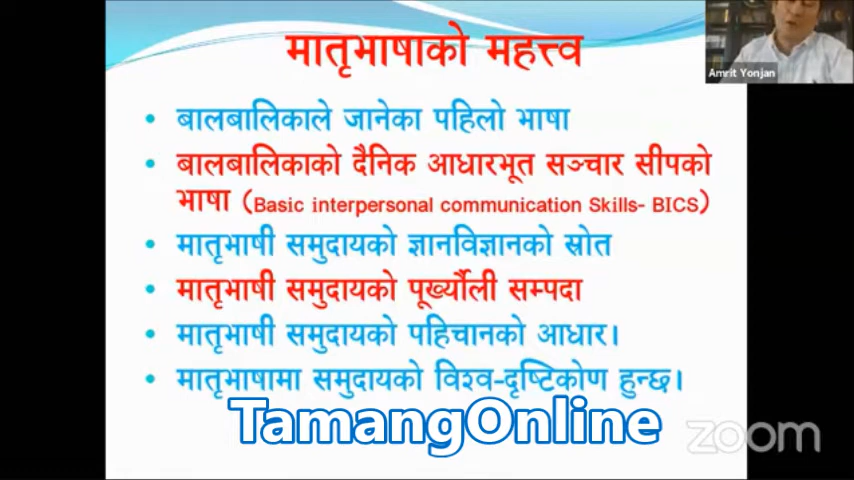 मातृभाषाको महत्त्व
Amrit Yonjan
• बालबालिकाले जानेका पहिलो भाषा
• बालबालिकाको दैनिक आधारभूत सञ्चार सीपको
भाषा (Basic interpersonal communication Skills- BICS)
• मातृभाषी समुदायको ज्ञानविज्ञानको स्रोत
• मातृभाषी समुदायको पूर्ख्यौली सम्पदा
• मातृभाषी समुदायको पहिचानको आधार।
• मातृभाषामा समुदायको विश्व-दृष्टिकोण हुन्छ।
TamangOnline
zoom